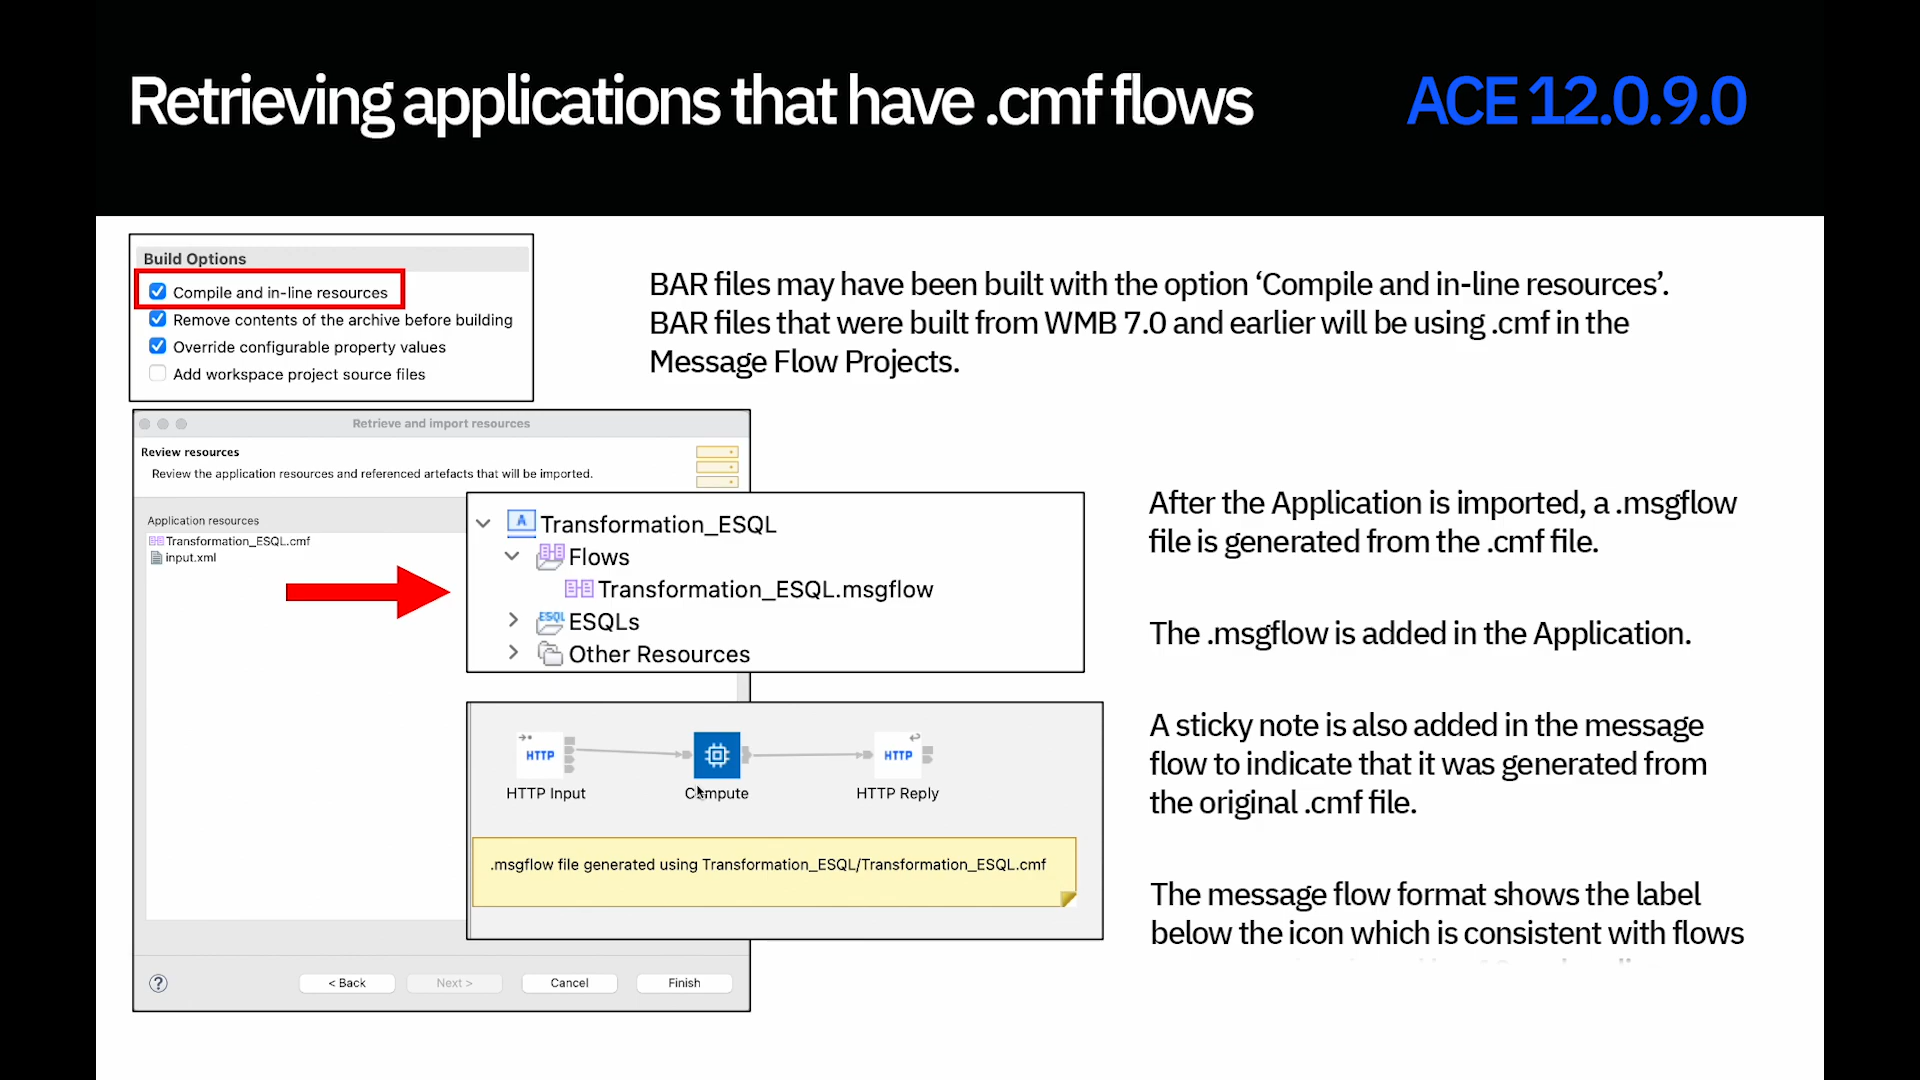 Retrieving applications that have .cmf flows
ACE 12.0.9.0
Build Options
Compile and in-line resources
Remove contents of the archive before building
Override configurable property values
Add workspace project source files
BAR files may have been built with the option ‘Compile and in-line resources’.
BAR files that were built from WMB 7.0 and earlier will be using .cmf in the
Message Flow Projects.
Retrieve and import resources
Review resources
Review the application resources and referenced artefacts that will be imported.
Application resources
Transformation_ESQL.cmf
input.xml
A
Transformation_ESQL
Flows
Transformation_ESQL.msgflow
ESQL
ESQLs
Other Resources
After the Application is imported, a .msgflow
file is generated from the .cmf file.
The .msgflow is added in the Application.
A sticky note is also added in the message
flow to indicate that it was generated from
the original .cmf file.
The message flow format shows the label
below the icon which is consistent with flows
HTTP
HTTP
HTTP Input
Compute
HTTP Reply
.msgflow file generated using Transformation_ESQL/Transformation_ESQL.cmf
?
< Back
Next >
Cancel
Finish